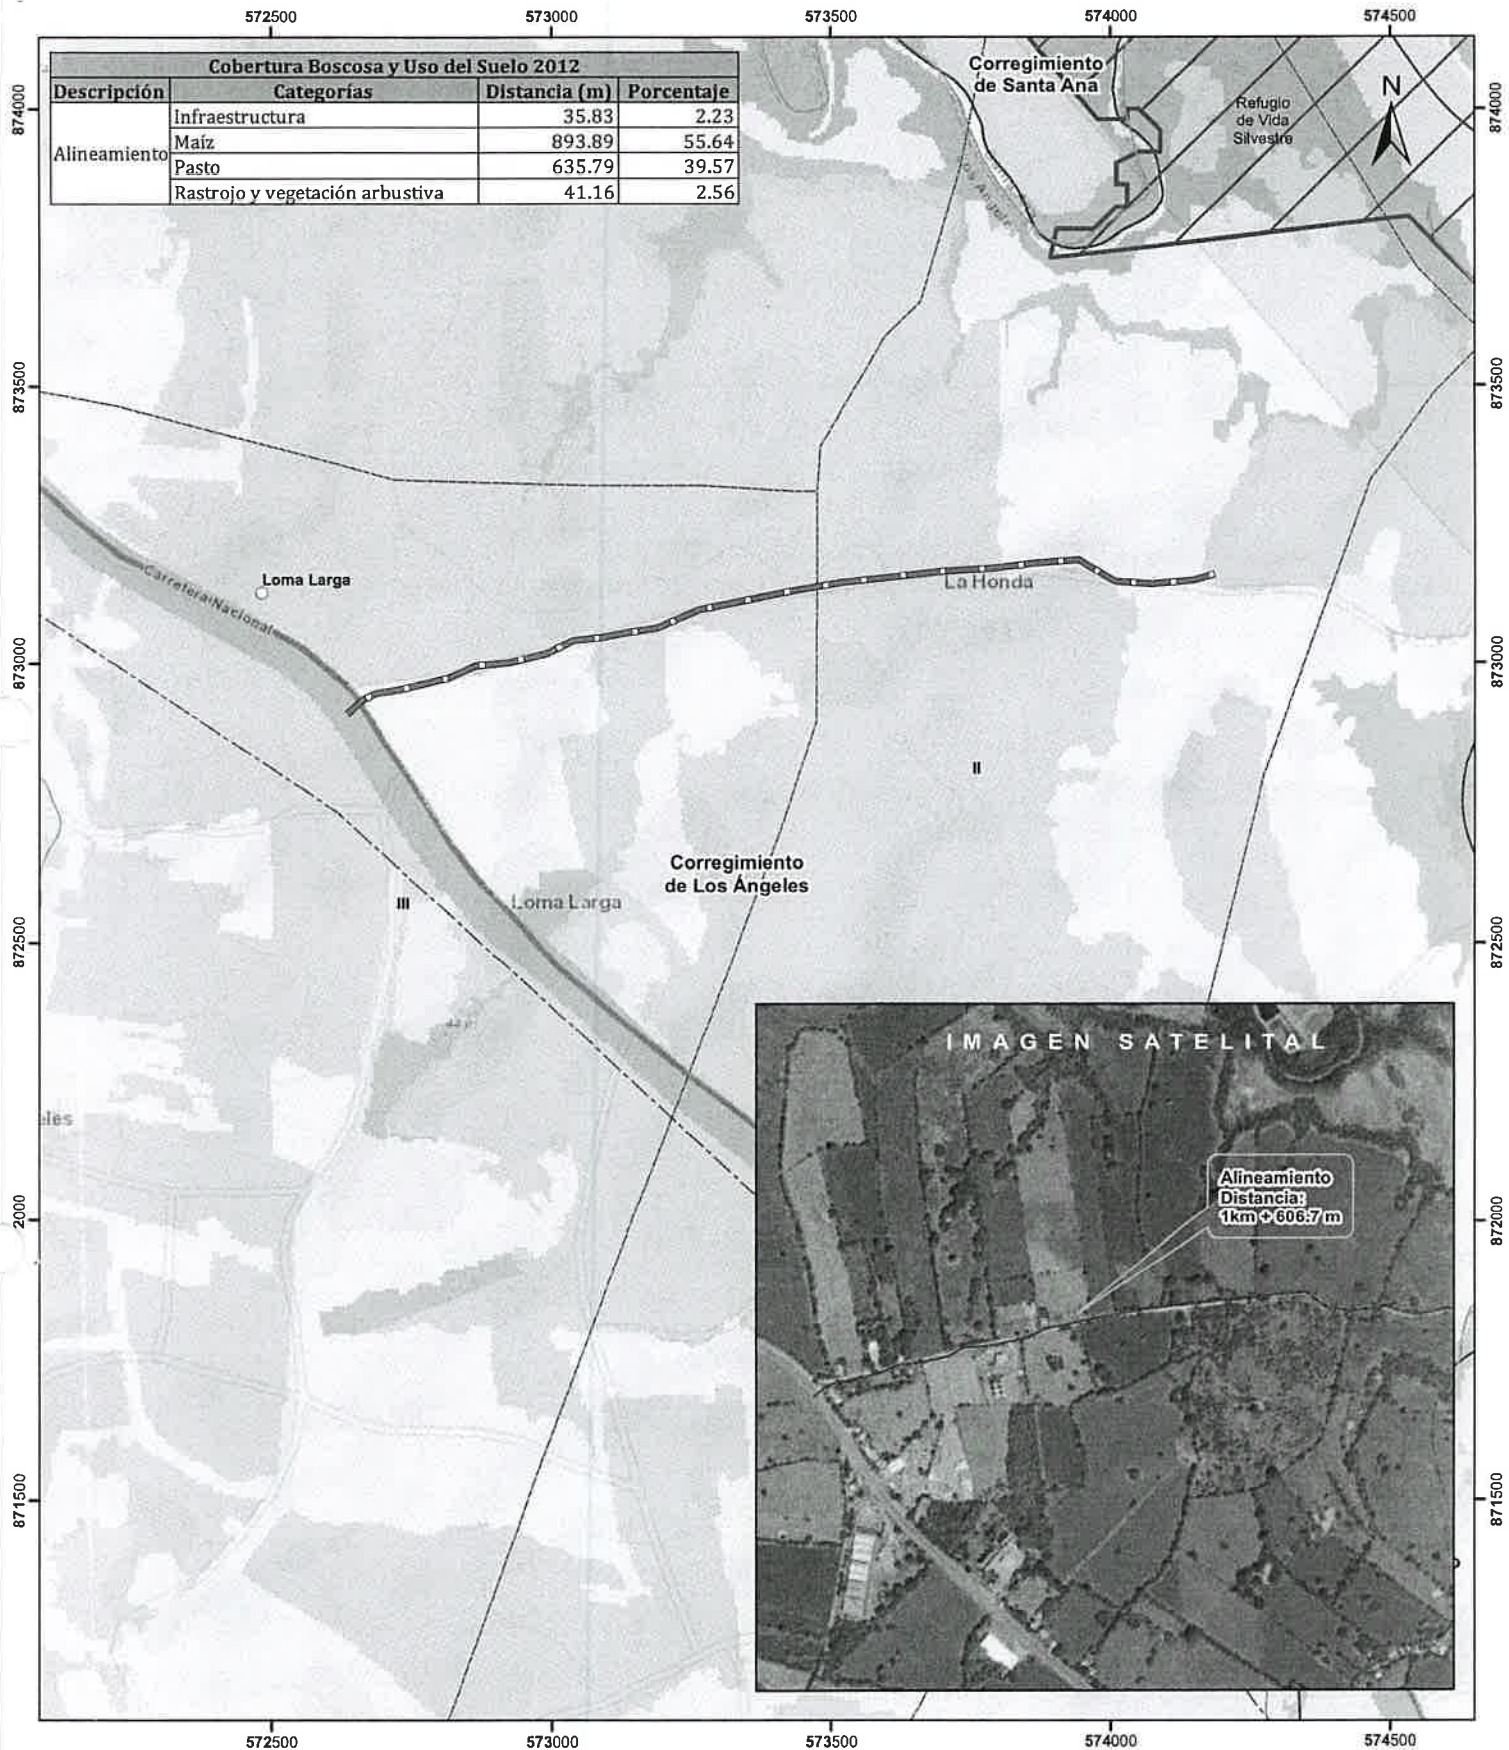 572500 573000 573500 574000 574500
Cobertura Boscosa y Uso del Suelo 2012
Descripción Categorías Distancia (m) Porcentaje
Alineamiento
Infraestructura 35.83 2.23
Maíz 893.89 55.64
Pasto 635.79 39.57
Rastrojo y vegetación arbustiva 41.16 2.56
Corregimiento
de Santa Ana
Refugio
de Vida
Silvestre
N
874000
874000
Los Angeles
873500
873500
Loma Larga
Carretera Nacional
La Honda
873000
873000
II
Corregimiento
de Los Ángeles
III
Loma Larga
872500
872500
IMAGEN SATELITAL
eles
Alineamiento
Distancia:
1km + 606.7 m
872000
872000
871500
871500
572500 573000 573500 574000 574500